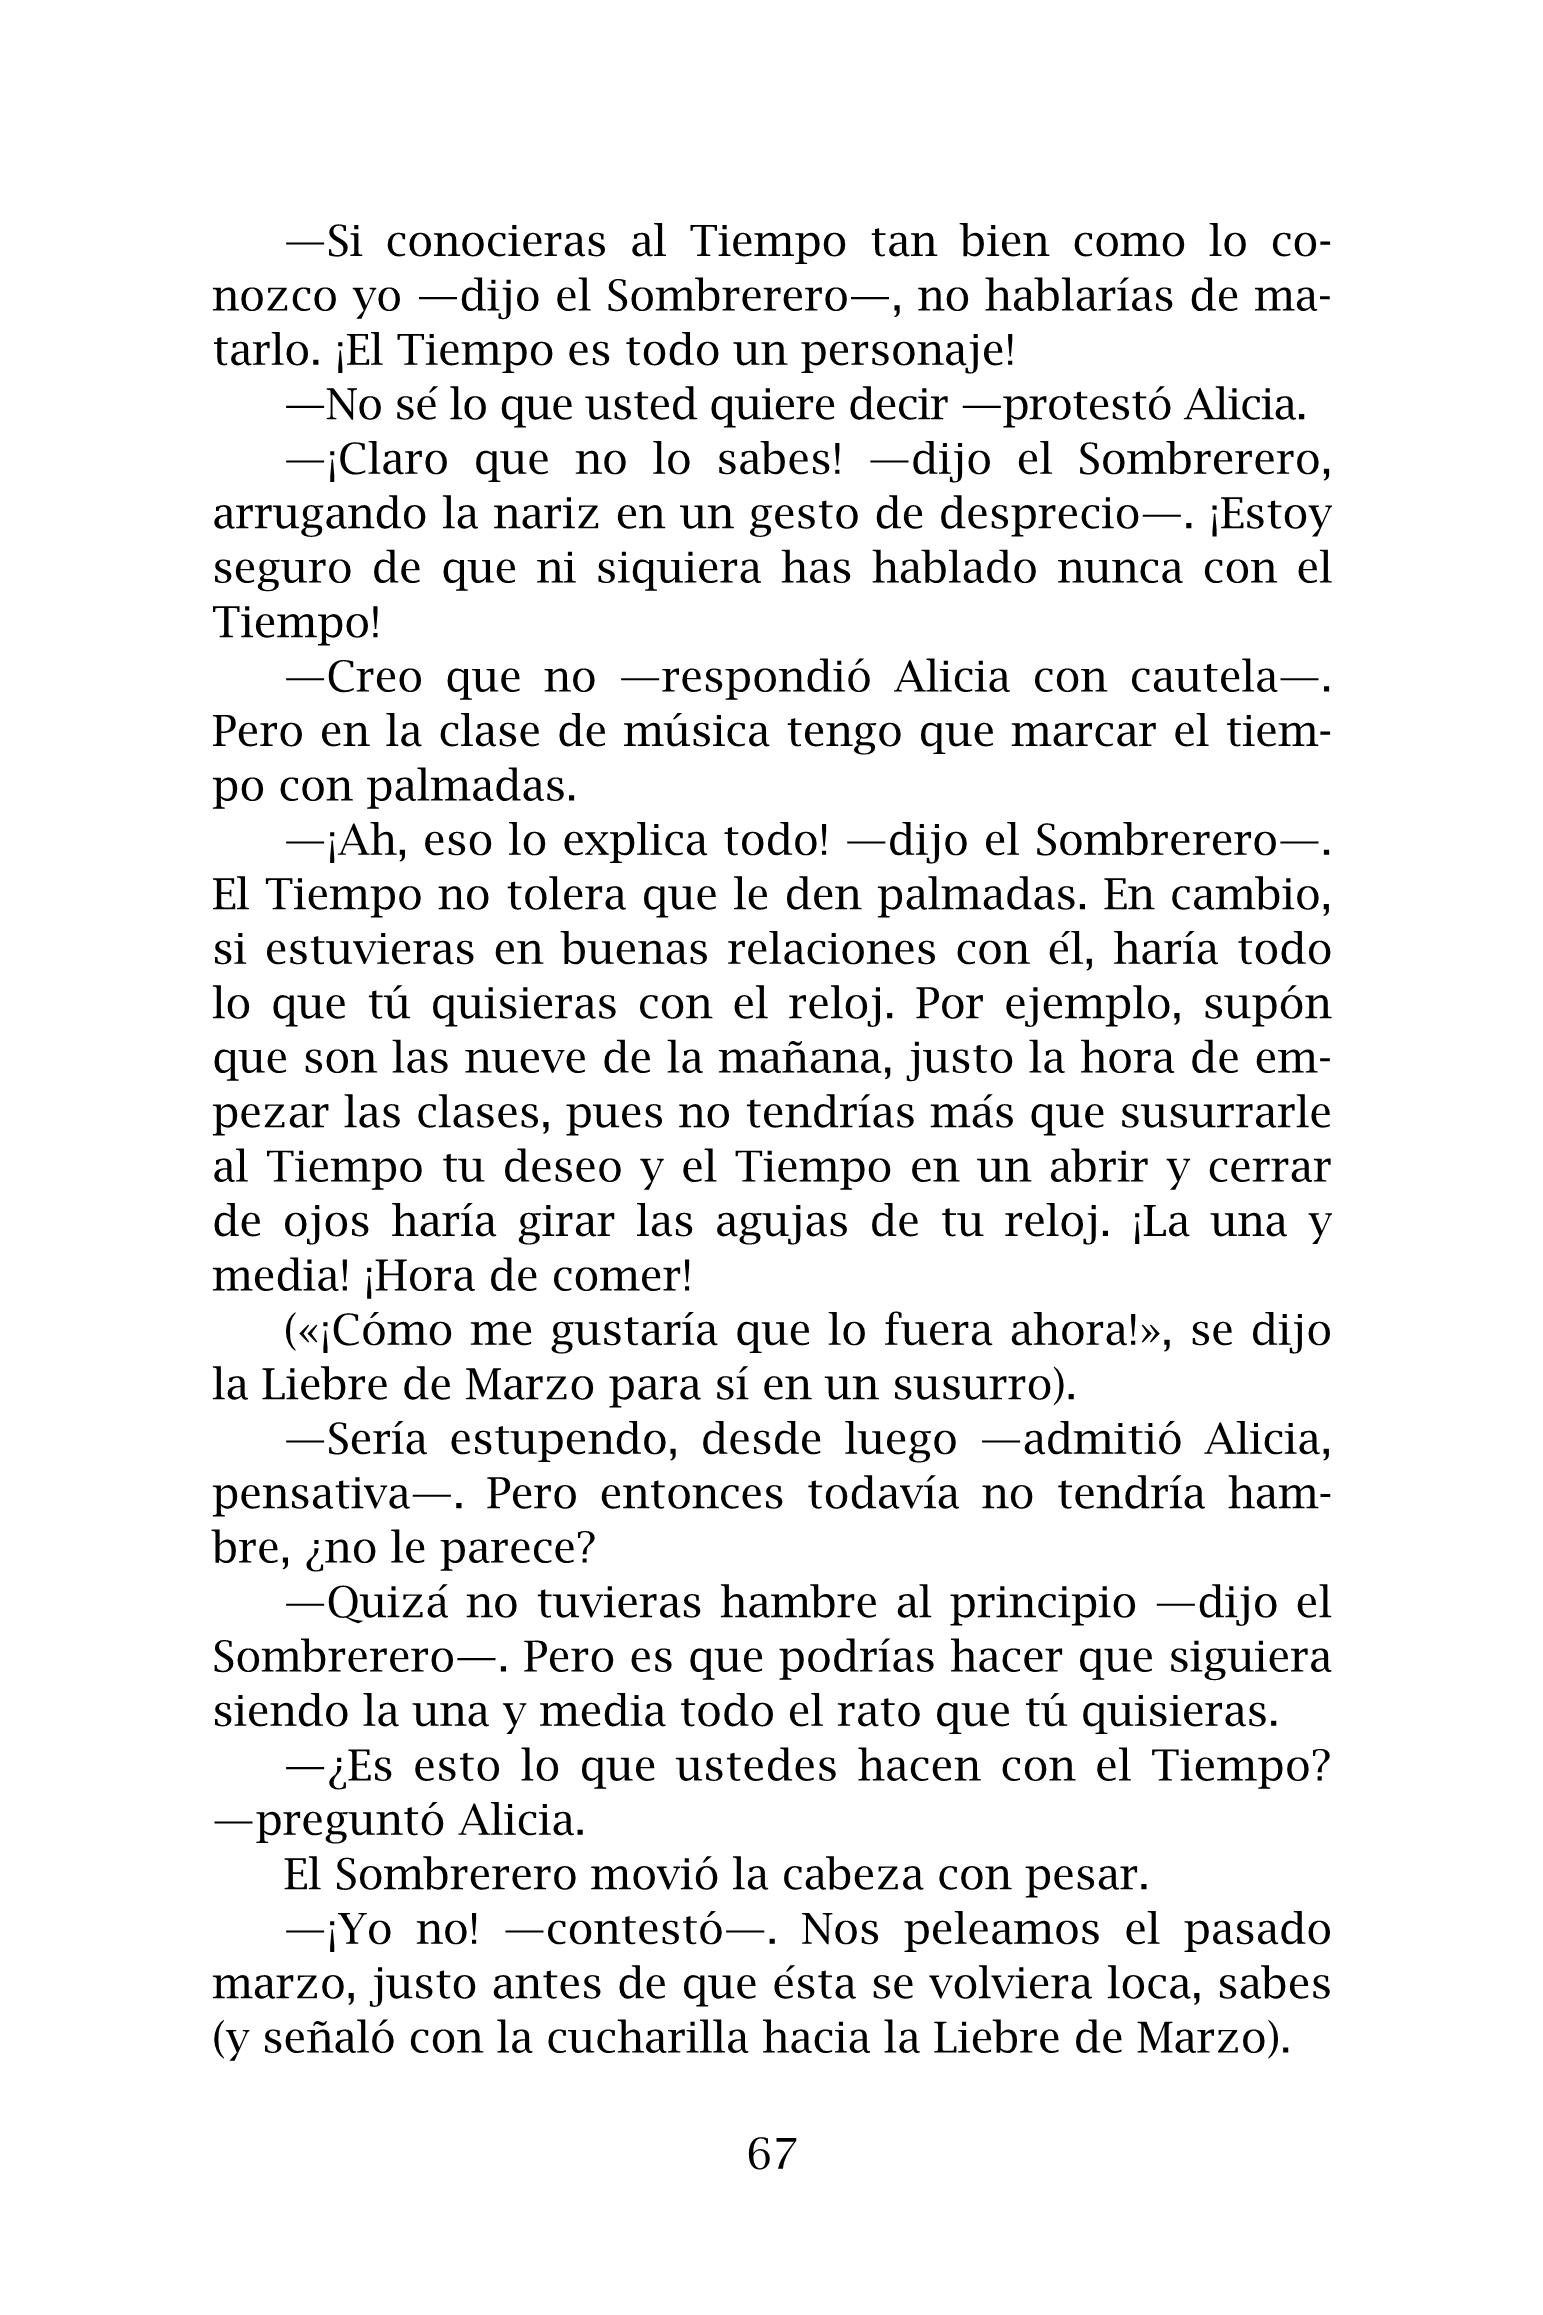 —Si conocieras al Tiempo tan bien como lo co-
nozco yo —dijo el Sombrerero—, no hablarías de ma-
tarlo. ¡El Tiempo es todo un personaje!
—No sé lo que usted quiere decir —protestó Alicia.
—¡Claro que no lo sabes! —dijo el Sombrerero,
arrugando la nariz en un gesto de desprecio—. ¡Estoy
seguro de que ni siquiera has hablado nunca con el
Tiempo!
—Creo que no —respondió Alicia con cautela—.
Pero en la clase de música tengo que marcar el tiem-
po con palmadas.
—¡Ah, eso lo explica todo! —dijo el Sombrerero—.
El Tiempo no tolera que le den palmadas. En cambio,
si estuvieras en buenas relaciones con él, haría todo
lo que tú quisieras con el reloj. Por ejemplo, supón
que son las nueve de la mañana, justo la hora de em-
pezar las clases, pues no tendrías más que susurrarle
al Tiempo tu deseo y el Tiempo en un abrir y cerrar
de ojos haría girar las agujas de tu reloj. ¡La una y
media! ¡Hora de comer!
(«¡Cómo me gustaría que lo fuera ahora!», se dijo
la Liebre de Marzo para sí en un susurro).
—Sería estupendo, desde luego —admitió Alicia,
pensativa—. Pero entonces todavía no tendría ham-
bre, ¿no le parece?
—Quizá no tuvieras hambre al principio —dijo el
Sombrerero—. Pero es que podrías hacer que siguiera
siendo la una y media todo el rato que tú quisieras.
—¿Es esto lo que ustedes hacen con el Tiempo?
—preguntó Alicia.
El Sombrerero movió la cabeza con pesar.
—¡Yo no! —contestó—. Nos peleamos el pasado
marzo, justo antes de que ésta se volviera loca, sabes
(y señaló con la cucharilla hacia la Liebre de Marzo).
67